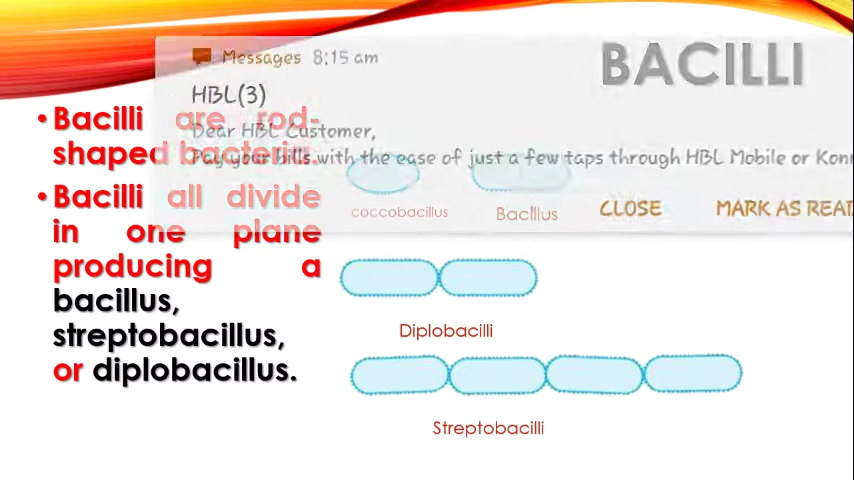 BACILLI
Messages 8:15 am
HBL(3)
Dear HBL Customer,
Pay your bills with the ease of just a few taps through HBL Mobile or
CLOSE MARK AS READ
• Bacilli are rod-
shaped bacteria.
• Bacilli all divide
in one plane
producing a
bacillus,
streptobacillus,
or diplobacillus.
coccobacillus
Bacillus
Diplobacilli
Streptobacilli